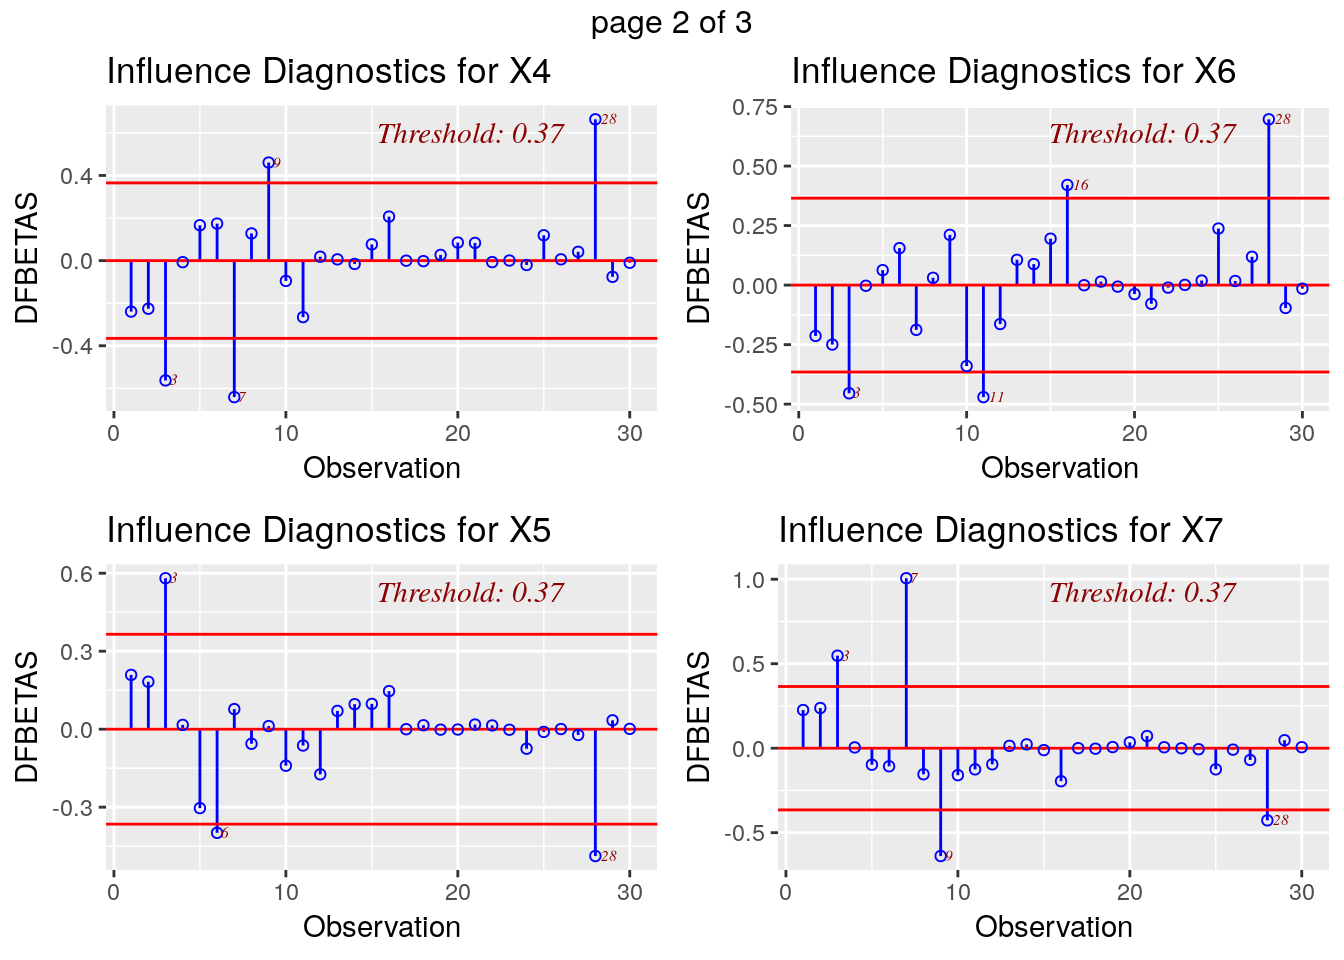 page 2 of 3
Influence Diagnostics for X4
Threshold: 0.37
28
9
3
7
0.4
0.0
-0.4
DFBETAS
0 10 20 30
Observation
Influence Diagnostics for X6
Threshold: 0.37
28
16
3
11
0.75
0.50
0.25
0.00
-0.25
-0.50
DFBETAS
0 10 20 30
Observation
Influence Diagnostics for X5
Threshold: 0.37
3
6
28
0.6
0.3
0.0
-0.3
DFBETAS
0 10 20 30
Observation
Influence Diagnostics for X7
Threshold: 0.37
7
3
9
28
1.0
0.5
0.0
-0.5
DFBETAS
0 10 20 30
Observation